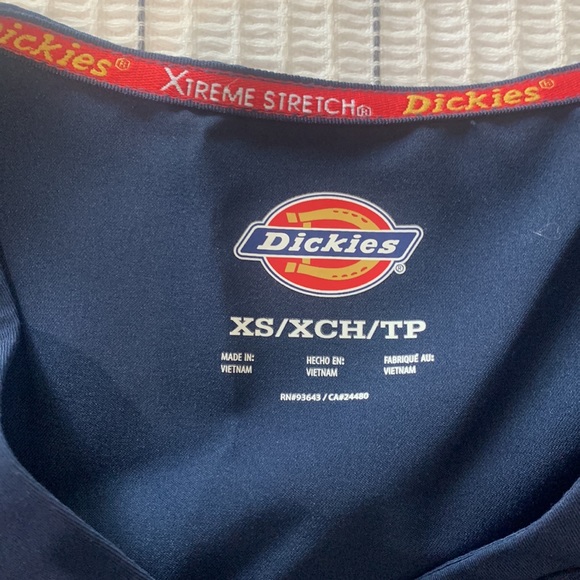 ickies® XTREME STRETCH® Dickies®
Dickies®
XS/XCH/TP
MADE IN: HECHO EN: FABRIQUÉ AU:
VIETNAM VIETNAM VIETNAM
RN#93643 / CA#24480